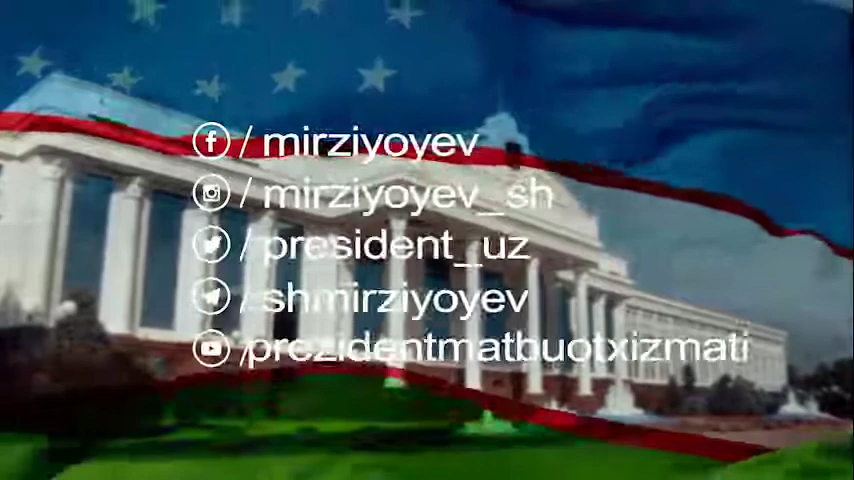 / mirziyoyev
/ mirziyoyev_sh
/ president_uz
/ shmirziyoyev
/prezidentmatbuotxizmati